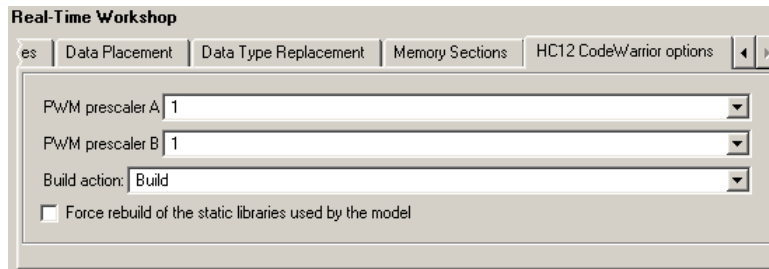 Real-Time Workshop
es Data Placement Data Type Replacement Memory Sections HC12 CodeWarrior options
PWM prescaler A 1
PWM prescaler B 1
Build action: Build
Force rebuild of the static libraries used by the model